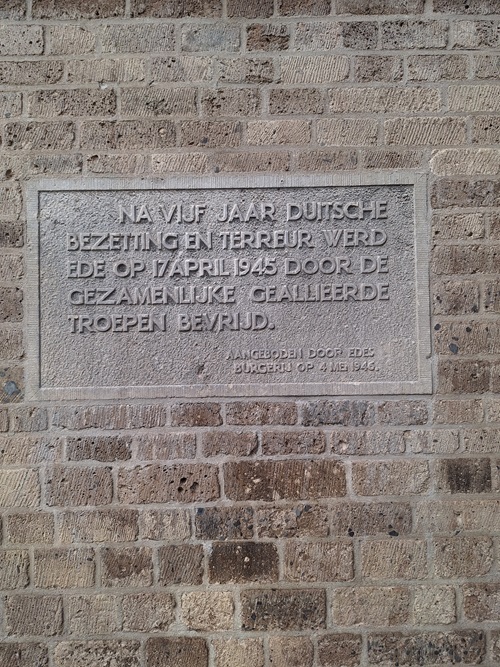 NA VIJF JAAR DUITSCHE
BEZETTING EN TERREUR WERD
EDE OP 17 APRIL 1945 DOOR DE
GEZAMENLIJKE GEALLIEERDE
TROEPEN BEVRIJD.
AANGEBODEN DOOR EDES
BURGERIJ OP 4 MEI 1946.